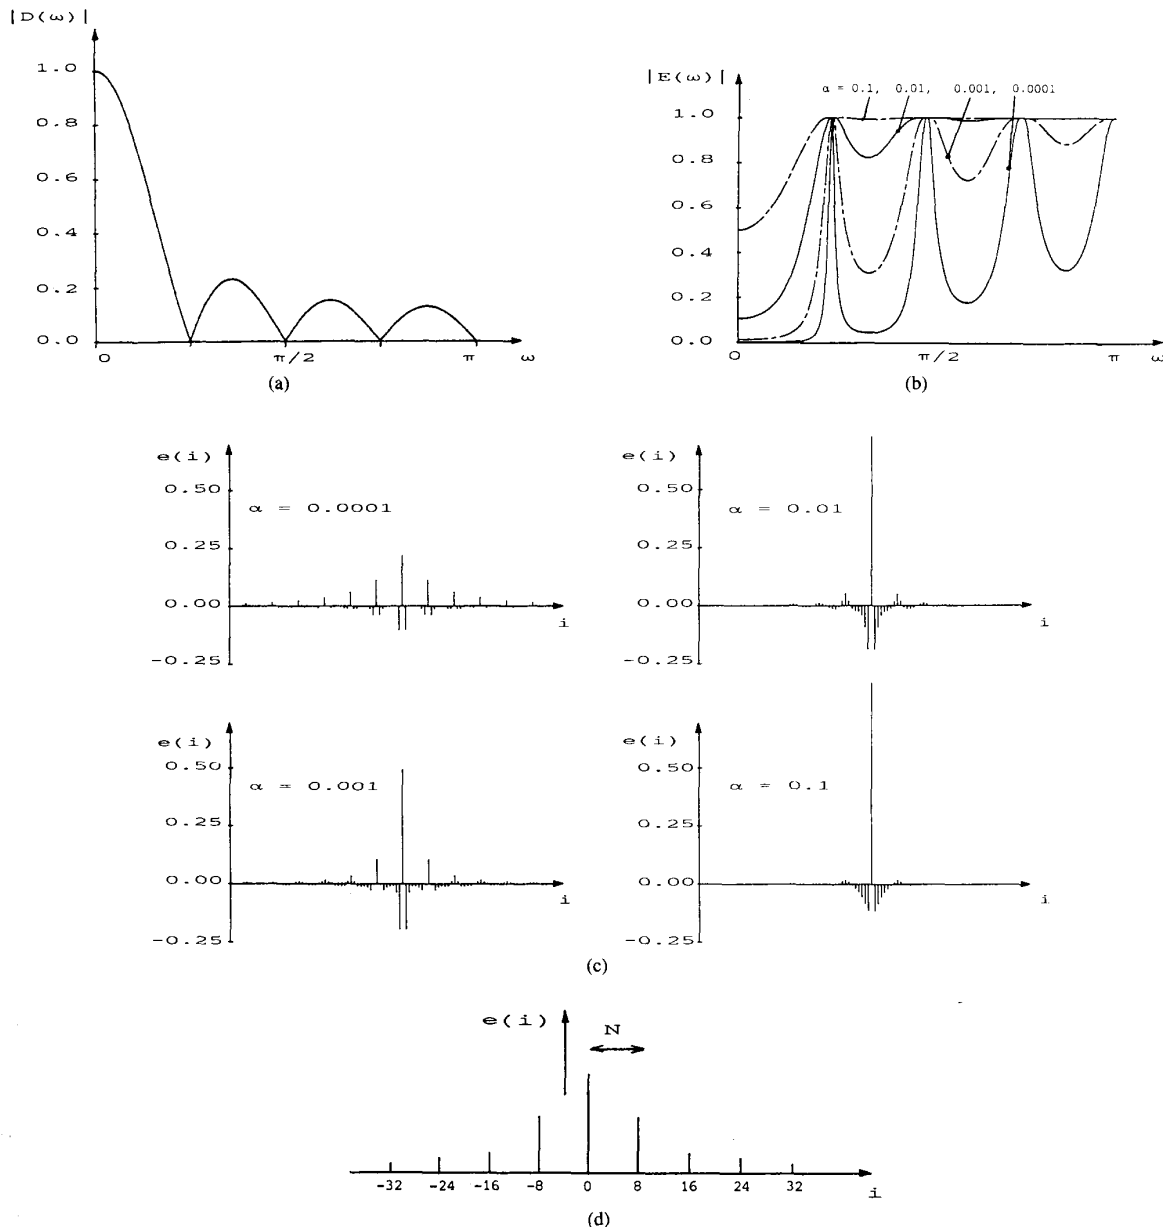 |D(ω)|
1.0
0.8
0.6
0.4
0.2
0.0
0
π/2
π
ω
(a)
|E(ω)|
α = 0.1, 0.01, 0.001, 0.0001
1.0
0.8
0.6
0.4
0.2
0.0
0
π/2
π
ω
(b)
e(i)
0.50
α = 0.0001
0.25
0.00
i
-0.25
e(i)
0.50
α = 0.01
0.25
0.00
i
-0.25
e(i)
0.50
α = 0.001
0.25
0.00
i
-0.25
e(i)
0.50
α = 0.1
0.25
0.00
i
-0.25
(c)
e(i)
N
-32 -24 -16 -8 0 8 16 24 32
i
(d)